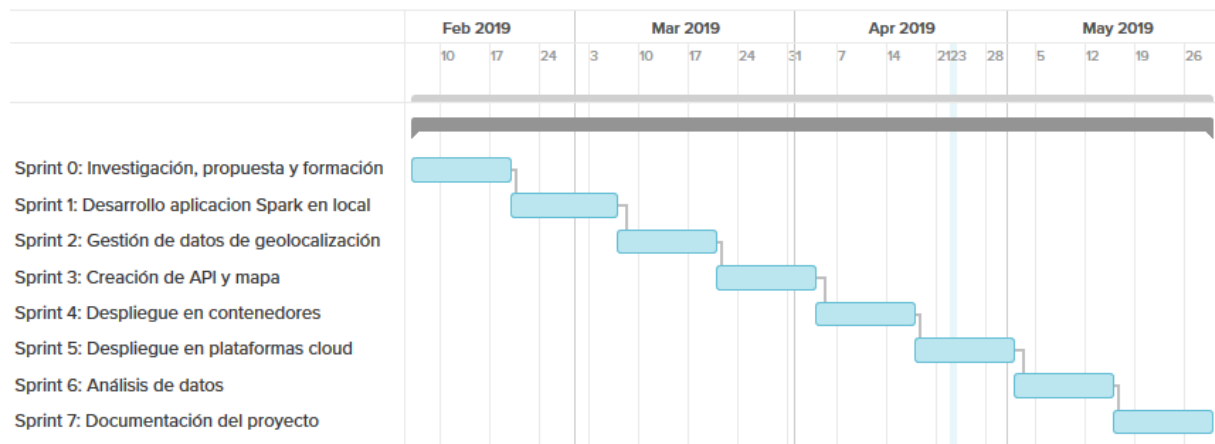 Feb 2019 Mar 2019 Apr 2019 May 2019
10 17 24 3 10 17 24 31 7 14 21 23 28 5 12 19 26
Sprint 0: Investigación, propuesta y formación
Sprint 1: Desarrollo aplicacion Spark en local
Sprint 2: Gestión de datos de geolocalización
Sprint 3: Creación de API y mapa
Sprint 4: Despliegue en contenedores
Sprint 5: Despliegue en plataformas cloud
Sprint 6: Análisis de datos
Sprint 7: Documentación del proyecto